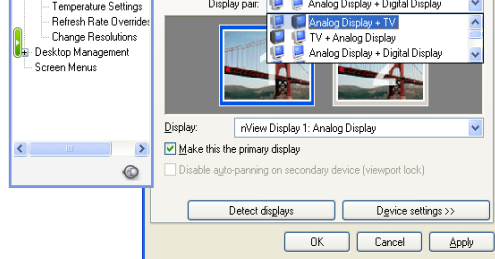 Temperature Settings
Refresh Rate Overrides
Change Resolutions
Desktop Management
Screen Menus
Display pair: Analog Display + Digital Display
Analog Display + TV
TV + Analog Display
Analog Display + Digital Display
Display: nView Display 1: Analog Display
Make this the primary display
Disable auto-panning on secondary device (viewport lock)
Detect displays
Device settings >>
OK
Cancel
Apply